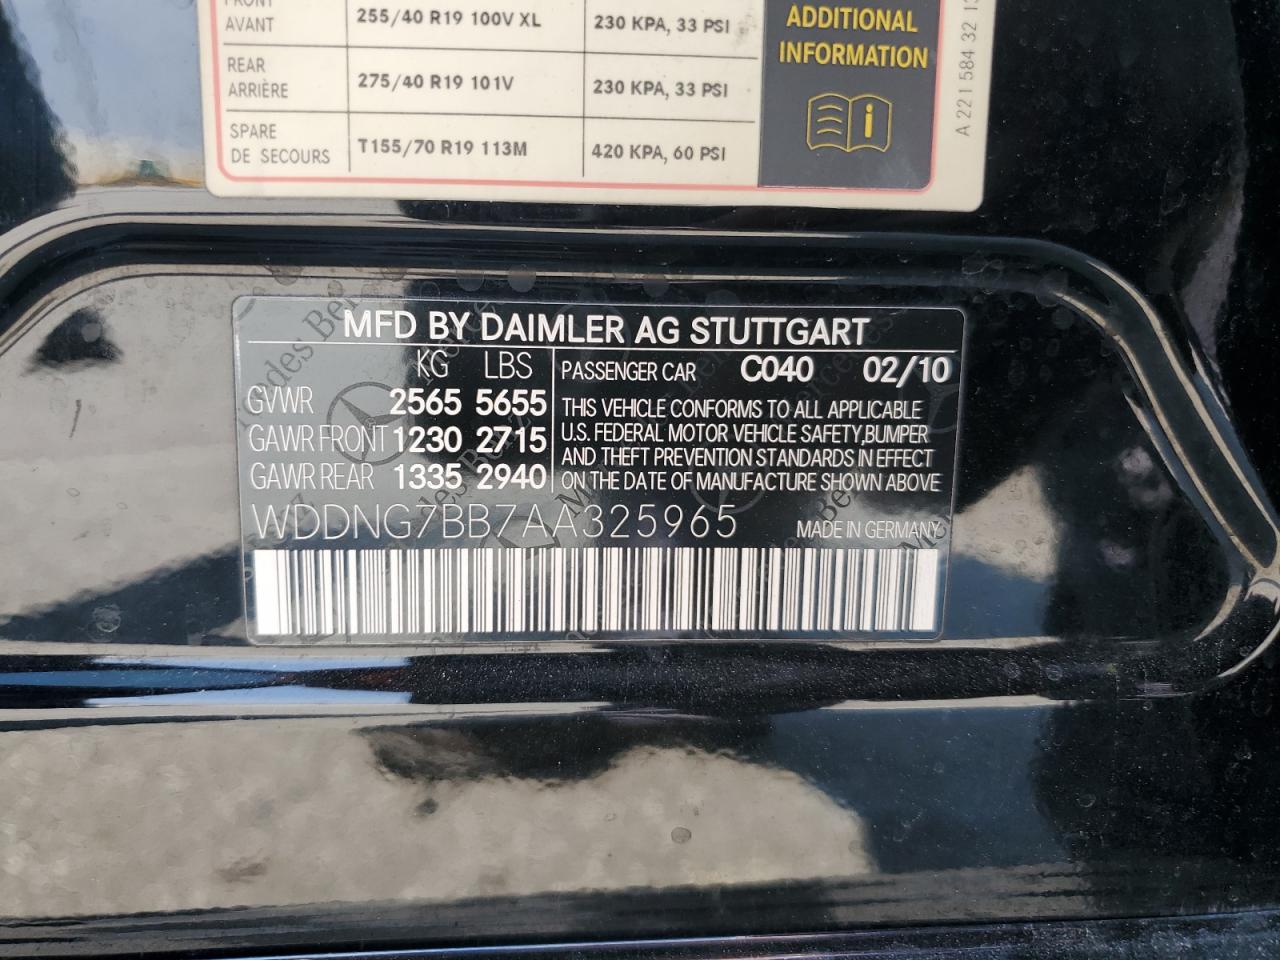 FRONT
AVANT 255/40 R19 100V XL 230 KPA, 33 PSI
REAR
ARRIÈRE 275/40 R19 101V 230 KPA, 33 PSI
SPARE
DE SECOURS T155/70 R19 113M 420 KPA, 60 PSI
ADDITIONAL
INFORMATION
A 221 584 32 13
MFD BY DAIMLER AG STUTTGART
KG LBS
GVWR 2565 5655
GAWR FRONT 1230 2715
GAWR REAR 1335 2940
PASSENGER CAR C040 02/10
THIS VEHICLE CONFORMS TO ALL APPLICABLE
U.S. FEDERAL MOTOR VEHICLE SAFETY,BUMPER
AND THEFT PREVENTION STANDARDS IN EFFECT
ON THE DATE OF MANUFACTURE SHOWN ABOVE
WDDNG7BB7AA325965 MADE IN GERMANY